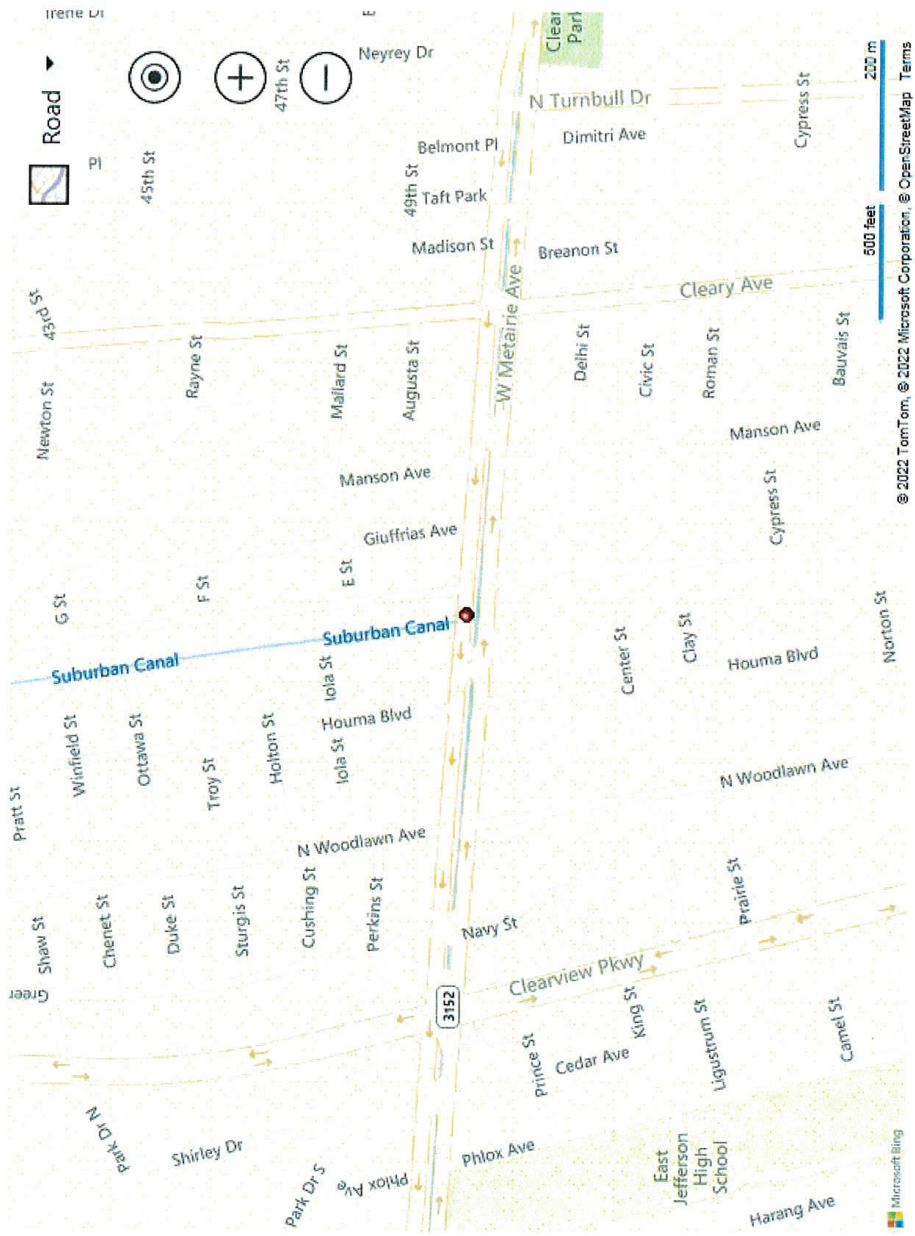 Irene Dr
E
Neyrey Dr
Clear
Park
Road
47th St
N Turnbull Dr
Cypress St
200 m
Pl
45th St
Belmont Pl
Dimitri Ave
49th St
Taft Park
Madison St
Breanon St
500 feet
43rd St
W Metairie Ave
Cleary Ave
Newton St
Rayne St
Mallard St
Augusta St
Delhi St
Civic St
Roman St
Bauvais St
Manson Ave
Manson Ave
Giuffrias Ave
Cypress St
G St
F St
E St
Suburban Canal
Suburban Canal
Iola St
Center St
Clay St
Houma Blvd
Norton St
Pratt St
Winfield St
Ottawa St
Troy St
Holton St
Iola St
Houma Blvd
N Woodlawn Ave
N Woodlawn Ave
Shaw St
Chenet St
Duke St
Sturgis St
Cushing St
Perkins St
Navy St
Prairie St
Greer
3152
Clearview Pkwy
Prince St
Cedar Ave
King St
Ligustrum St
Camel St
Park Dr N
Shirley Dr
Park Dr S
Phlox Ave
Phlox Ave
East
Jefferson
High
School
Harang Ave
Microsoft Bing
© 2022 TomTom, © 2022 Microsoft Corporation, © OpenStreetMap Terms